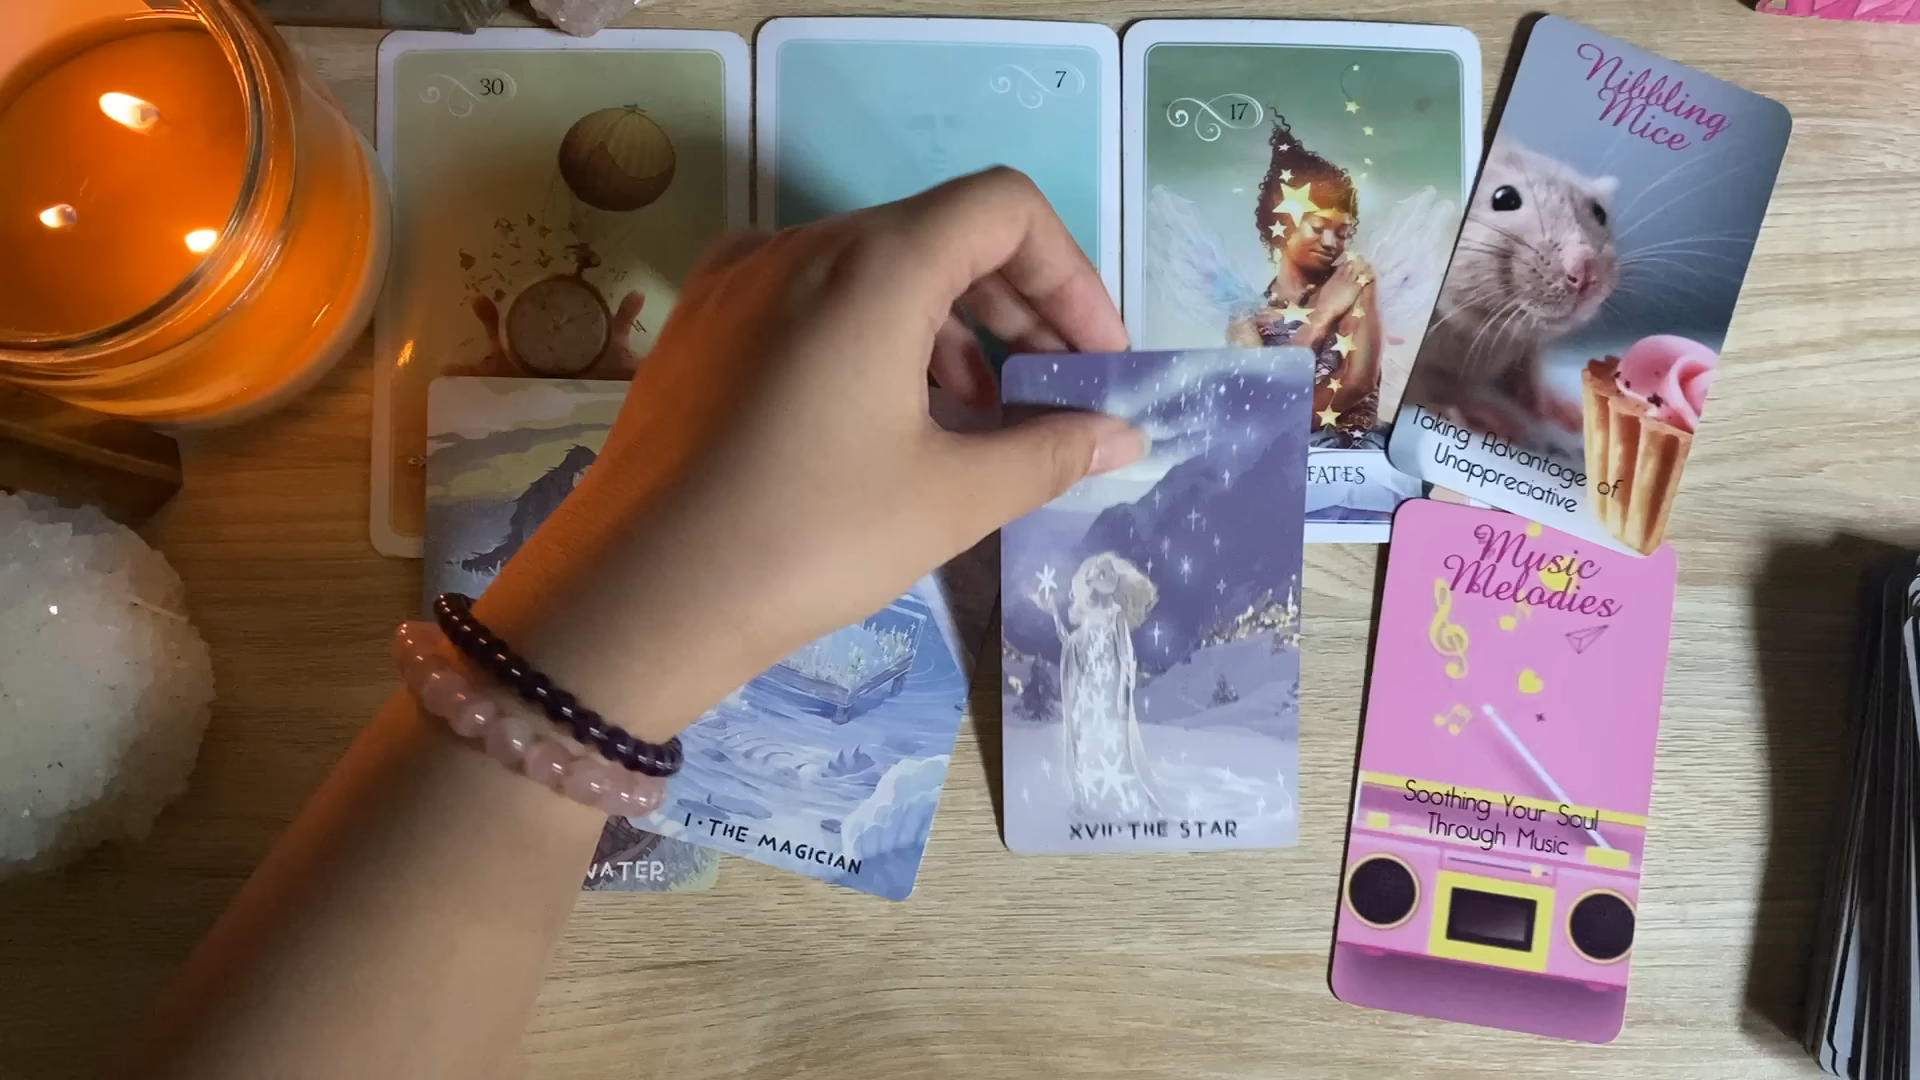 30
7
17
FATES
Nibbling
Mice
Taking Advantage of
Unappreciative
Music
Melodies
Soothing Your Soul
Through Music
XVII · THE STAR
I · THE MAGICIAN
WATER